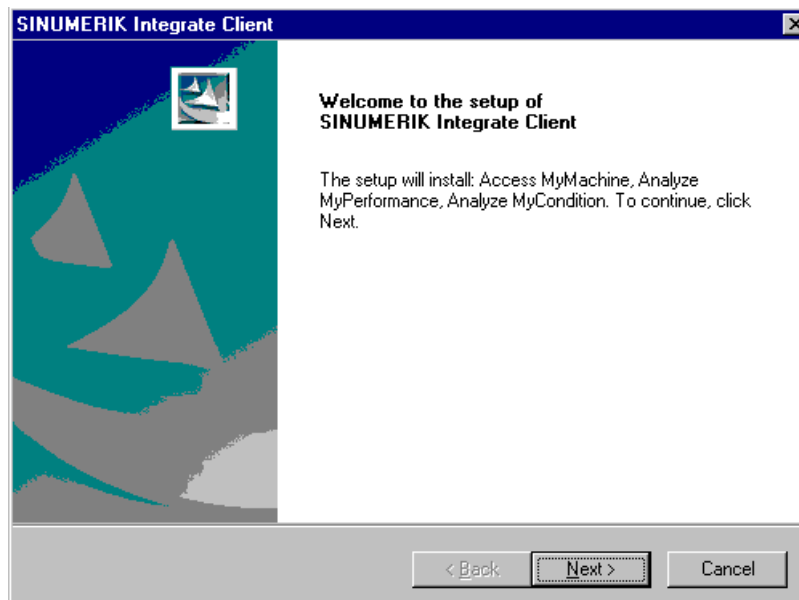 SINUMERIK Integrate Client
Welcome to the setup of
SINUMERIK Integrate Client
The setup will install: Access MyMachine, Analyze
MyPerformance, Analyze MyCondition. To continue, click
Next.
< Back
Next >
Cancel